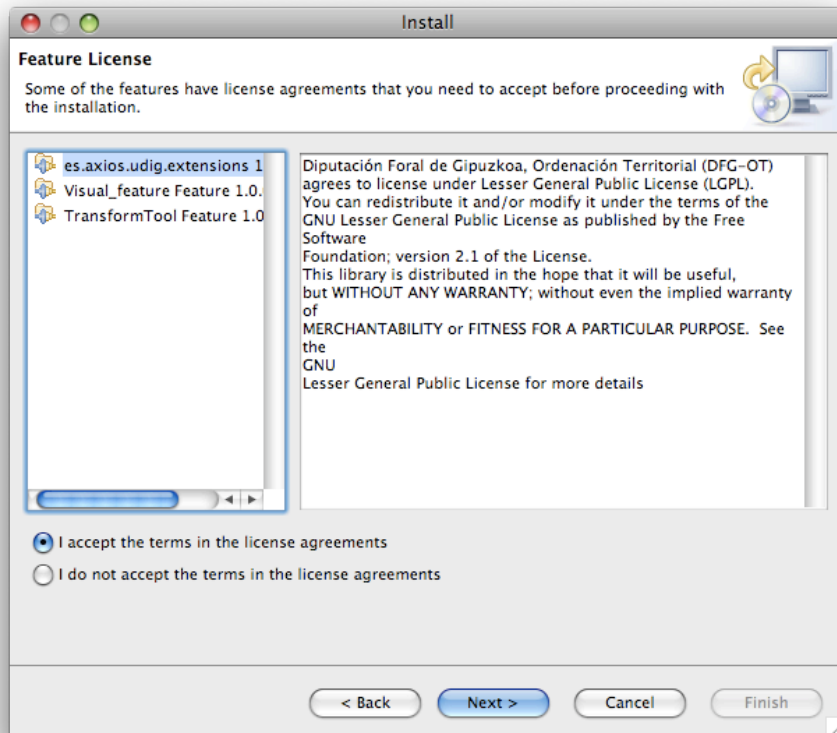 Install
Feature License
Some of the features have license agreements that you need to accept before proceeding with
the installation.
es.axios.udig.extensions 1
Visual_feature Feature 1.0.
TransformTool Feature 1.0
Diputación Foral de Gipuzkoa, Ordenación Territorial (DFG-OT)
agrees to license under Lesser General Public License (LGPL).
You can redistribute it and/or modify it under the terms of the
GNU Lesser General Public License as published by the Free
Software
Foundation; version 2.1 of the License.
This library is distributed in the hope that it will be useful,
but WITHOUT ANY WARRANTY; without even the implied warranty
of
MERCHANTABILITY or FITNESS FOR A PARTICULAR PURPOSE.  See
the
GNU
Lesser General Public License for more details
I accept the terms in the license agreements
I do not accept the terms in the license agreements
< Back
Next >
Cancel
Finish